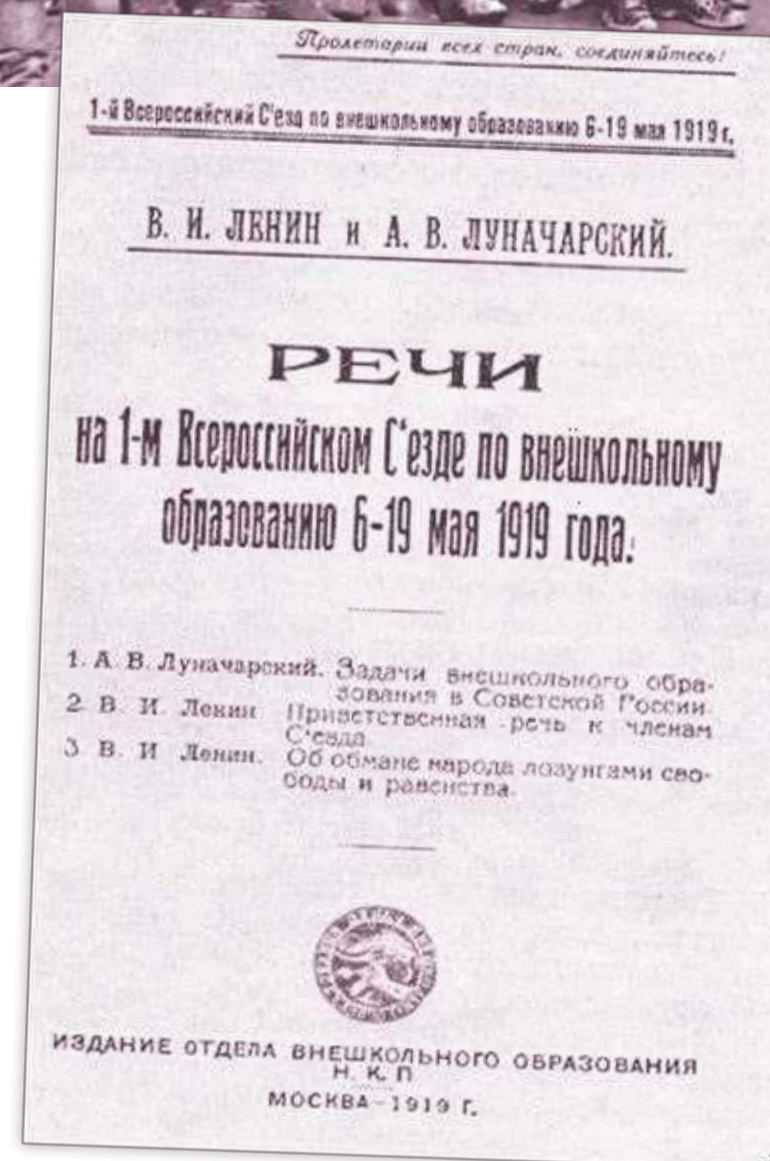 Пролетарии всех стран, соединяйтесь!
1-й Всероссийский С'езд по внешкольному образованию 6-19 мая 1919 г.
В. И. ЛЕНИН и А. В. ЛУНАЧАРСКИЙ.
РЕЧИ
на 1-м Всероссийском С'езде по внешкольному
образованию 6-19 мая 1919 года.
1. А. В. Луначарский. Задачи внешкольного обра-
зования в Советской России.
2 В. И. Ленин Приветственная речь к членам
С'езда
3 В. И Ленин. Об обмане народа лозунгами сво-
боды и равенства.
ИЗДАНИЕ ОТДЕЛА ВНЕШКОЛЬНОГО ОБРАЗОВАНИЯ
Н. К. П
МОСКВА-1919 Г.